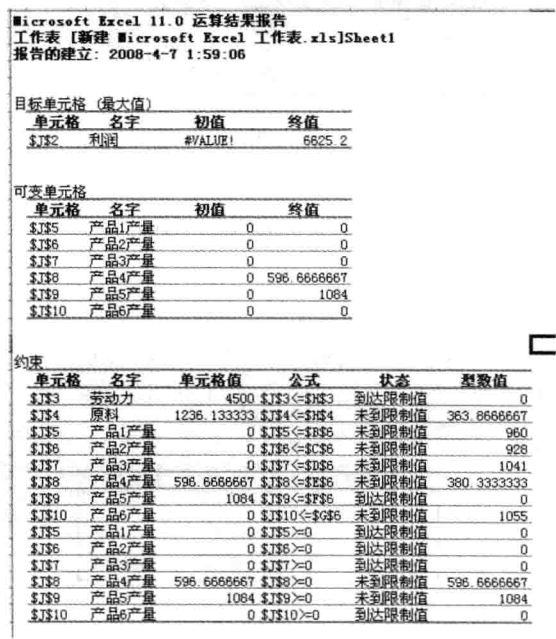 Microsoft Excel 11.0 运算结果报告
工作表 [新建 Microsoft Excel 工作表.xls]Sheet1
报告的建立: 2008-4-7 1:59:06
目标单元格 (最大值)
单元格 名字 初值 终值
$J$2 利润 #VALUE! 6625.2
可变单元格
单元格 名字 初值 终值
$J$5 产品1产量 0 0
$J$6 产品2产量 0 0
$J$7 产品3产量 0 0
$J$8 产品4产量 0 596.6666667
$J$9 产品5产量 0 1084
$J$10 产品6产量 0 0
约束
单元格 名字 单元格值 公式 状态 型数值
$J$3 劳动力 4500 $J$3<=$H$3 到达限制值 0
$J$4 原料 1236.133333 $J$4<=$H$4 未到限制值 363.8666667
$J$5 产品1产量 0 $J$5<=$B$6 未到限制值 960
$J$6 产品2产量 0 $J$6<=$C$6 未到限制值 928
$J$7 产品3产量 0 $J$7<=$D$6 未到限制值 1041
$J$8 产品4产量 596.6666667 $J$8<=$E$6 未到限制值 380.3333333
$J$9 产品5产量 1084 $J$9<=$F$6 到达限制值 0
$J$10 产品6产量 0 $J$10<=$G$6 未到限制值 1055
$J$5 产品1产量 0 $J$5>=0 到达限制值 0
$J$6 产品2产量 0 $J$6>=0 到达限制值 0
$J$7 产品3产量 0 $J$7>=0 到达限制值 0
$J$8 产品4产量 596.6666667 $J$8>=0 未到限制值 596.6666667
$J$9 产品5产量 1084 $J$9>=0 未到限制值 1084
$J$10 产品6产量 0 $J$10>=0 到达限制值 0